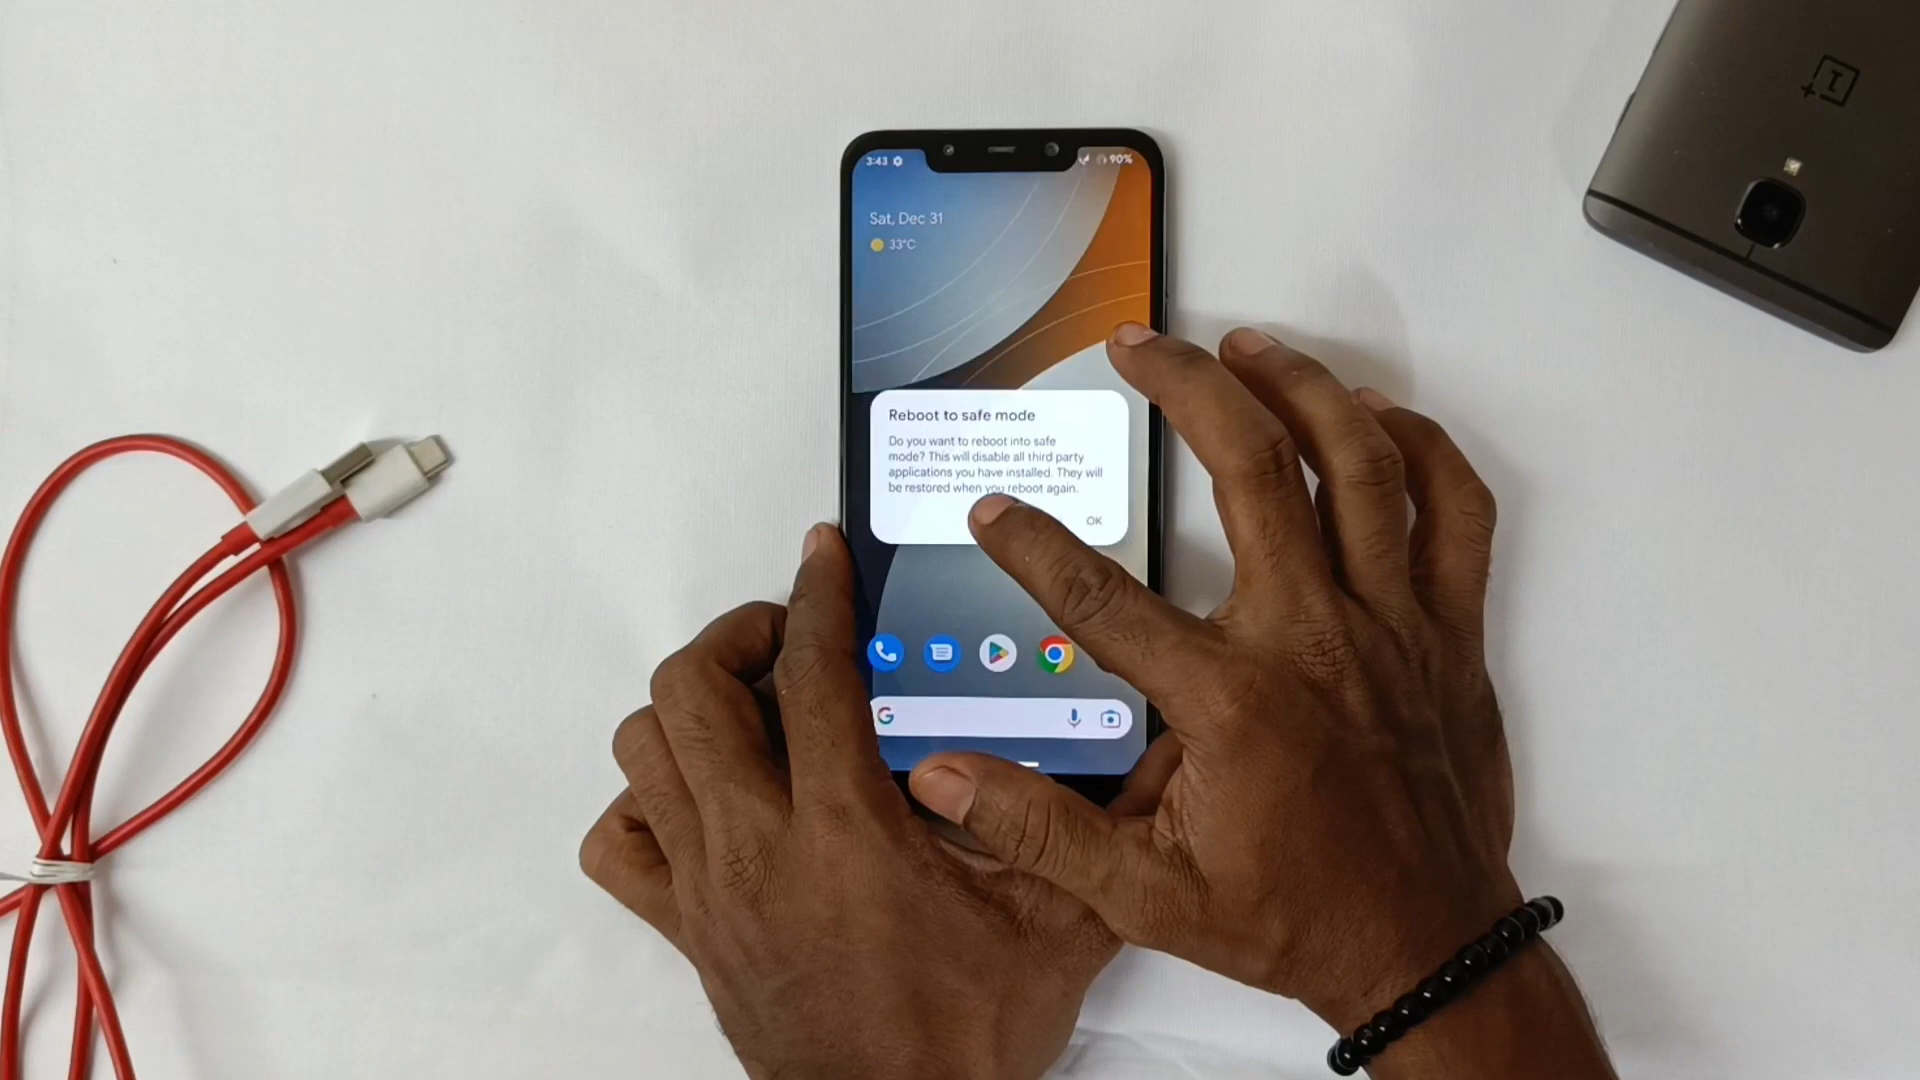 3:43
90%
Sat, Dec 31
33°C
Reboot to safe mode
Do you want to reboot into safe
mode? This will disable all third party
applications you have installed. They will
be restored when you reboot again.
OK